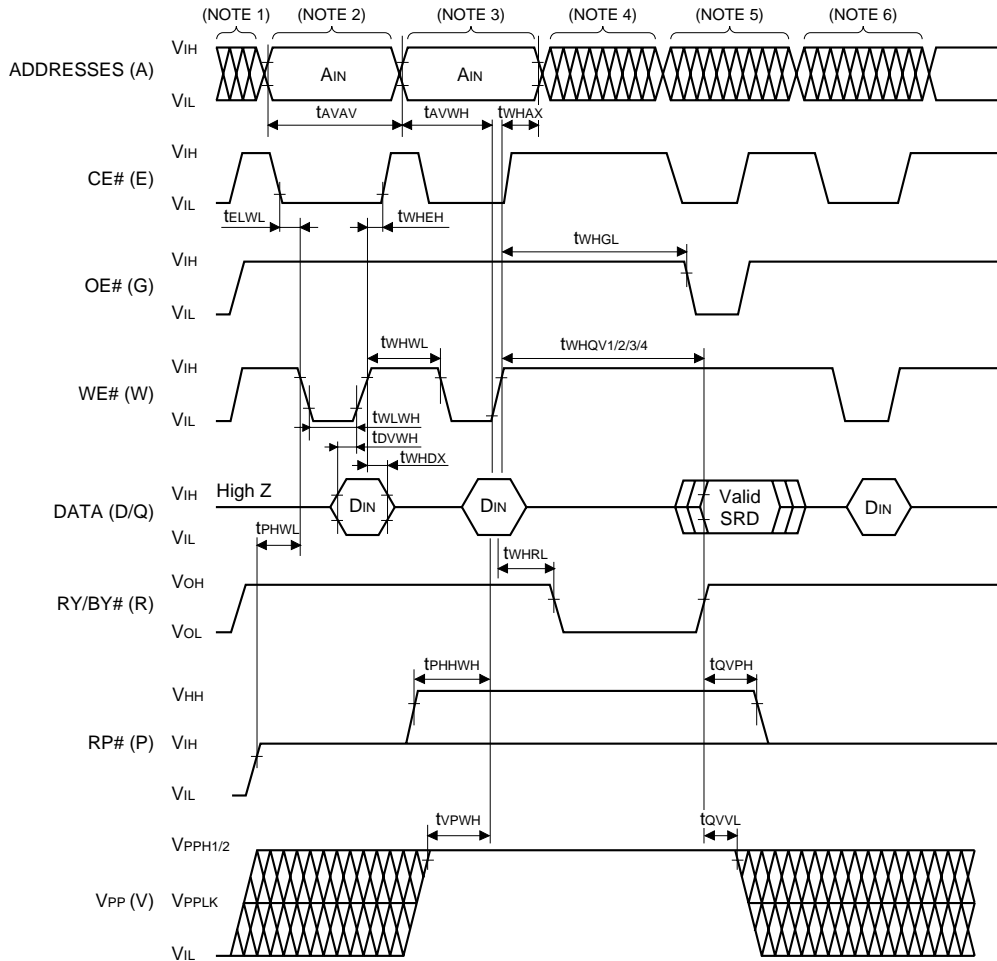 (NOTE 1) (NOTE 2) (NOTE 3) (NOTE 4) (NOTE 5) (NOTE 6)
ADDRESSES (A)
VIH
VIL
AIN
AIN
tAVAV
tAVWH
tWHAX
CE# (E)
VIH
VIL
tELWL
tWHEH
OE# (G)
VIH
VIL
tWHGL
WE# (W)
VIH
VIL
tWHWL
tWHQV1/2/3/4
tWLWH
tDVWH
tWHDX
DATA (D/Q)
VIH
VIL
High Z
DIN
DIN
Valid
SRD
DIN
tPHWL
tWHRL
RY/BY# (R)
VOH
VOL
RP# (P)
VHH
VIH
VIL
tPHHWH
tQVPH
VPP (V)
VPPH1/2
VPPLK
VIL
tVPWH
tQVVL